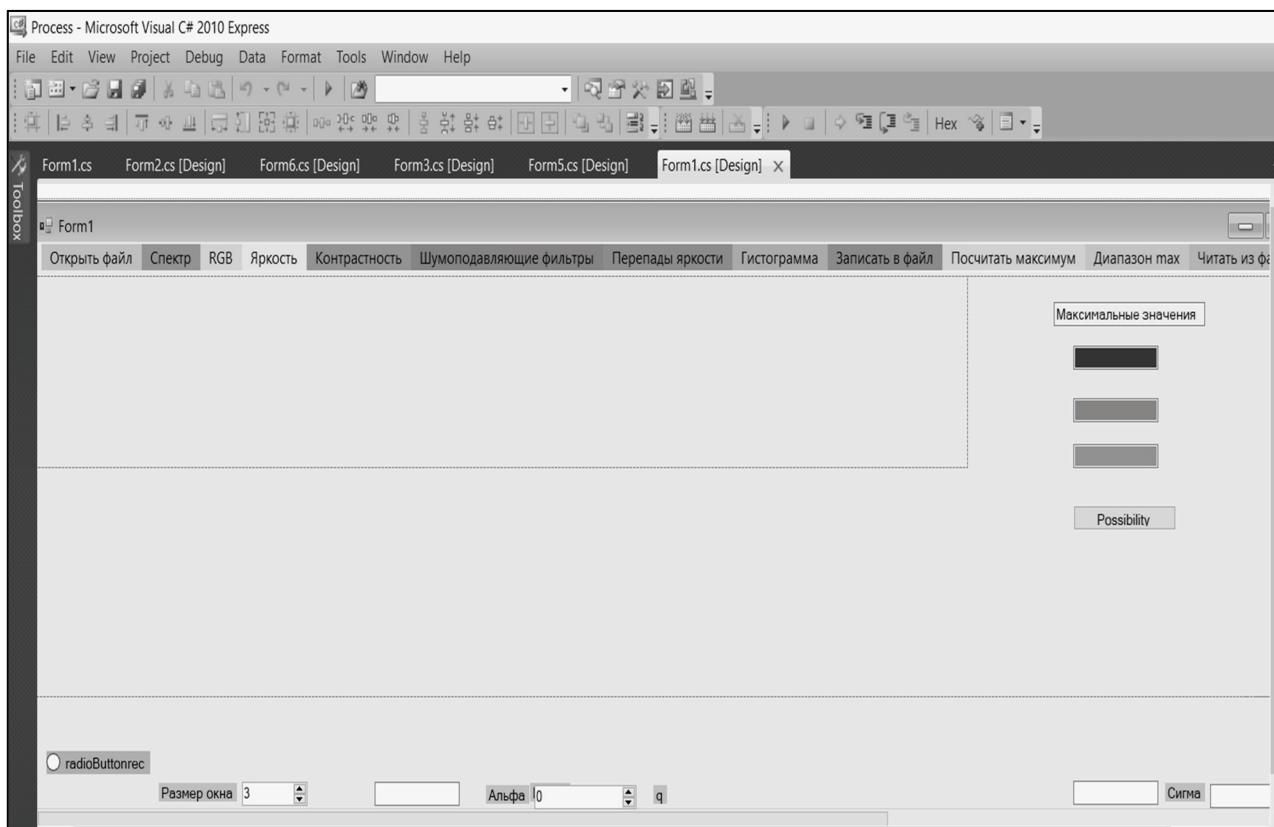 Process - Microsoft Visual C# 2010 Express
File Edit View Project Debug Data Format Tools Window Help
Hex
Toolbox
Form1.cs Form2.cs [Design] Form6.cs [Design] Form3.cs [Design] Form5.cs [Design] Form1.cs [Design]
Form1
Открыть файл Спектр RGB Яркость Контрастность Шумоподавляющие фильтры Перепады яркости Гистограмма Записать в файл Посчитать максимум Диапазон max Читать из
Максимальные значения
Possibility
radioButtonrec
Размер окна 3 Альфа 0 q Сигма